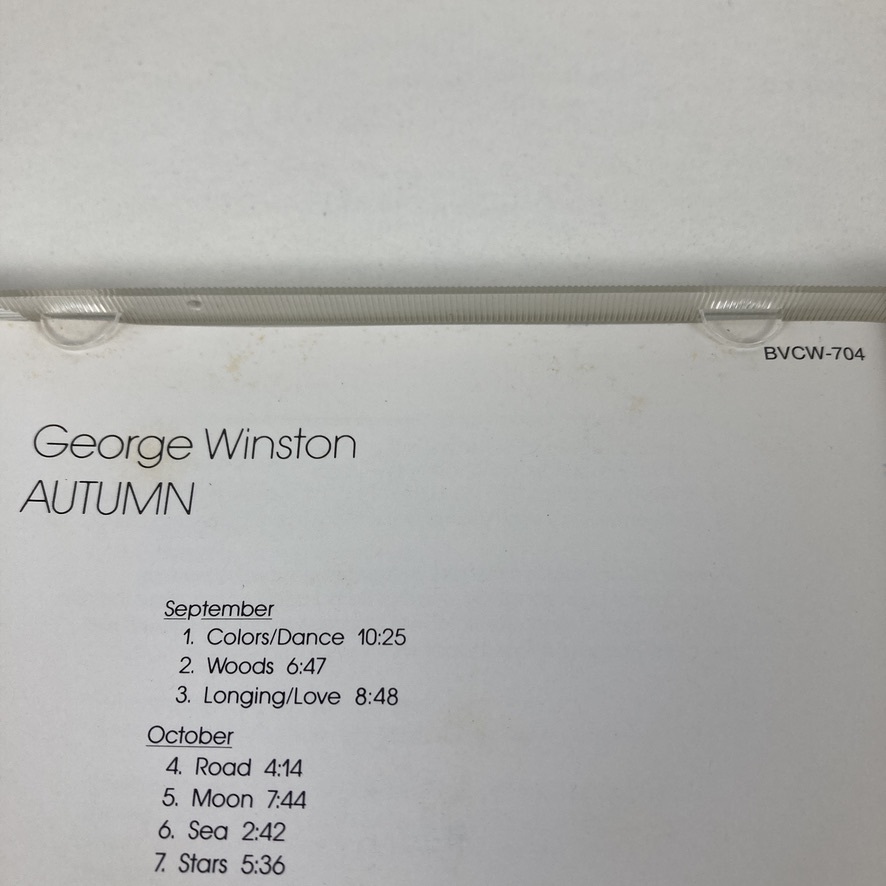 BVCW-704
George Winston
AUTUMN
September
1. Colors/Dance 10:25
2. Woods 6:47
3. Longing/Love 8:48
October
4. Road 4:14
5. Moon 7:44
6. Sea 2:42
7. Stars 5:36